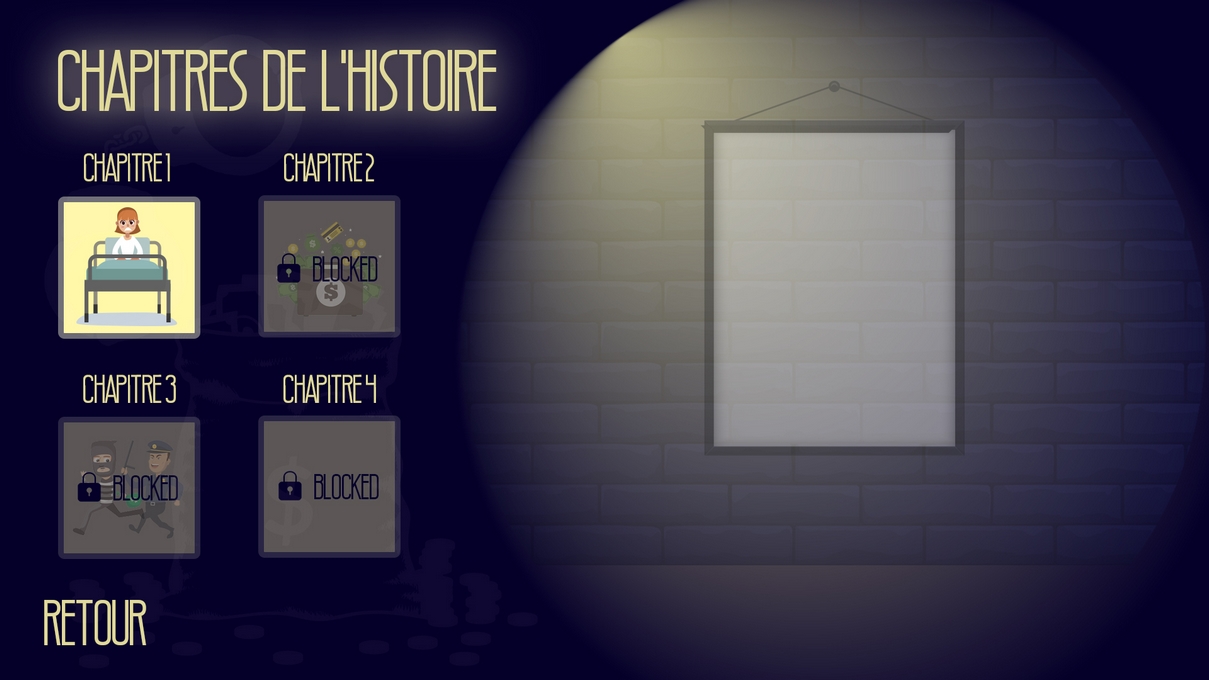 CHAPITRES DE L'HISTOIRE
CHAPITRE 1
CHAPITRE 2
BLOCKED
CHAPITRE 3
CHAPITRE 4
BLOCKED
BLOCKED
RETOUR